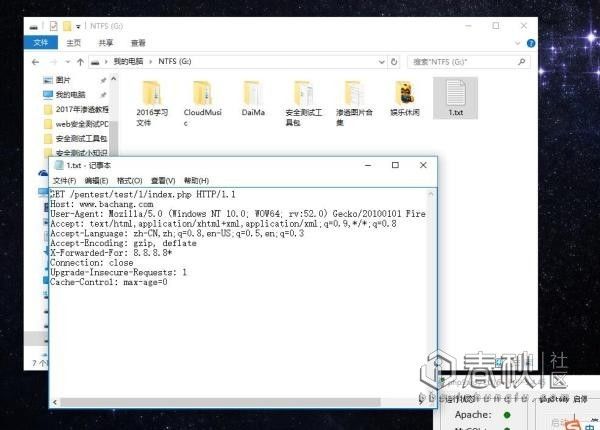 NTFS (G:)
文件 主页 共享 查看
我的电脑 > NTFS (G:)
搜索"NTFS (G:)"
图片
我的电脑
2017年渗透教程
web安全测试PD
安全测试工具包
安全测试小知识
2016学习文件
CloudMusic
DaiMa
安全测试工具包
渗透图片合集
娱乐休闲
1.txt
1.txt - 记事本
文件(F) 编辑(E) 格式(O) 查看(V) 帮助(H)
GET /pentest/test/1/index.php HTTP/1.1
Host: www.bachang.com
User-Agent: Mozilla/5.0 (Windows NT 10.0; WOW64; rv:52.0) Gecko/20100101 Fire
Accept: text/html,application/xhtml+xml,application/xml;q=0.9,*/*;q=0.8
Accept-Language: zh-CN,zh;q=0.8,en-US;q=0.5,en;q=0.3
Accept-Encoding: gzip, deflate
X-Forwarded-For: 8.8.8.8*
Connection: close
Upgrade-Insecure-Requests: 1
Cache-Control: max-age=0
7 个
春秋 社区
Apache: